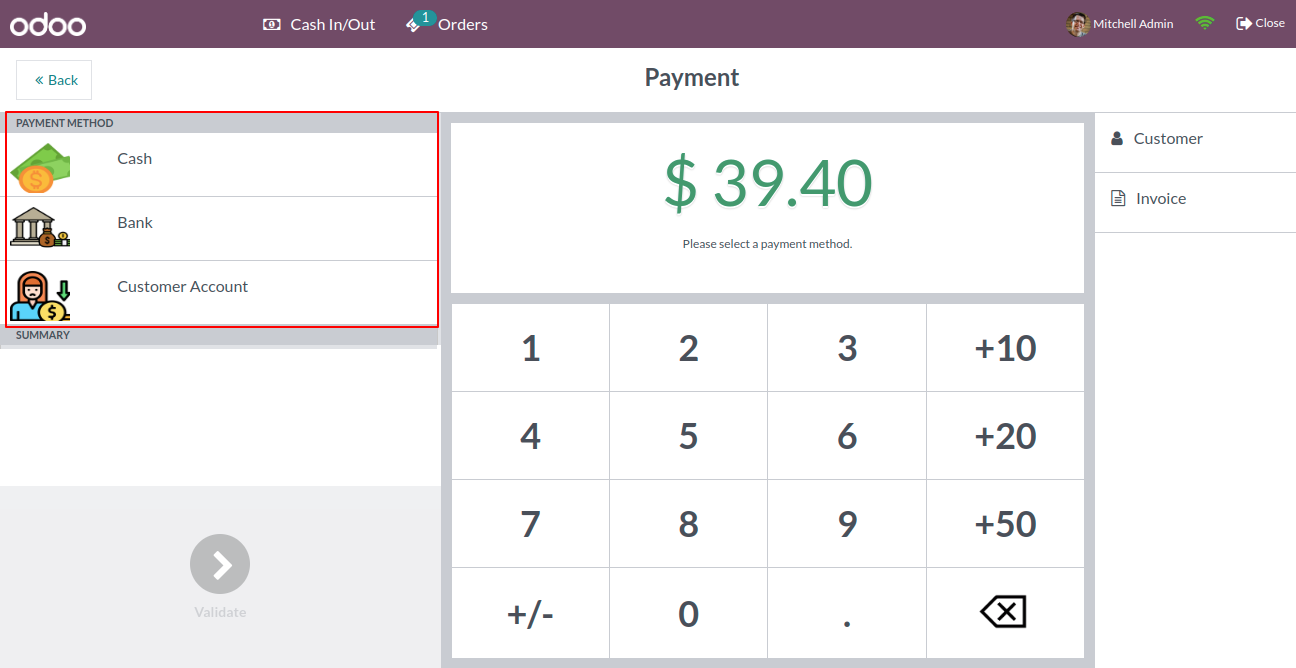 odoo
Cash In/Out
1
Orders
Mitchell Admin
Close
« Back
Payment
PAYMENT METHOD
Cash
Bank
Customer Account
SUMMARY
Validate
$ 39.40
Please select a payment method.
1 2 3 +10
4 5 6 +20
7 8 9 +50
+/- 0 .
Customer
Invoice